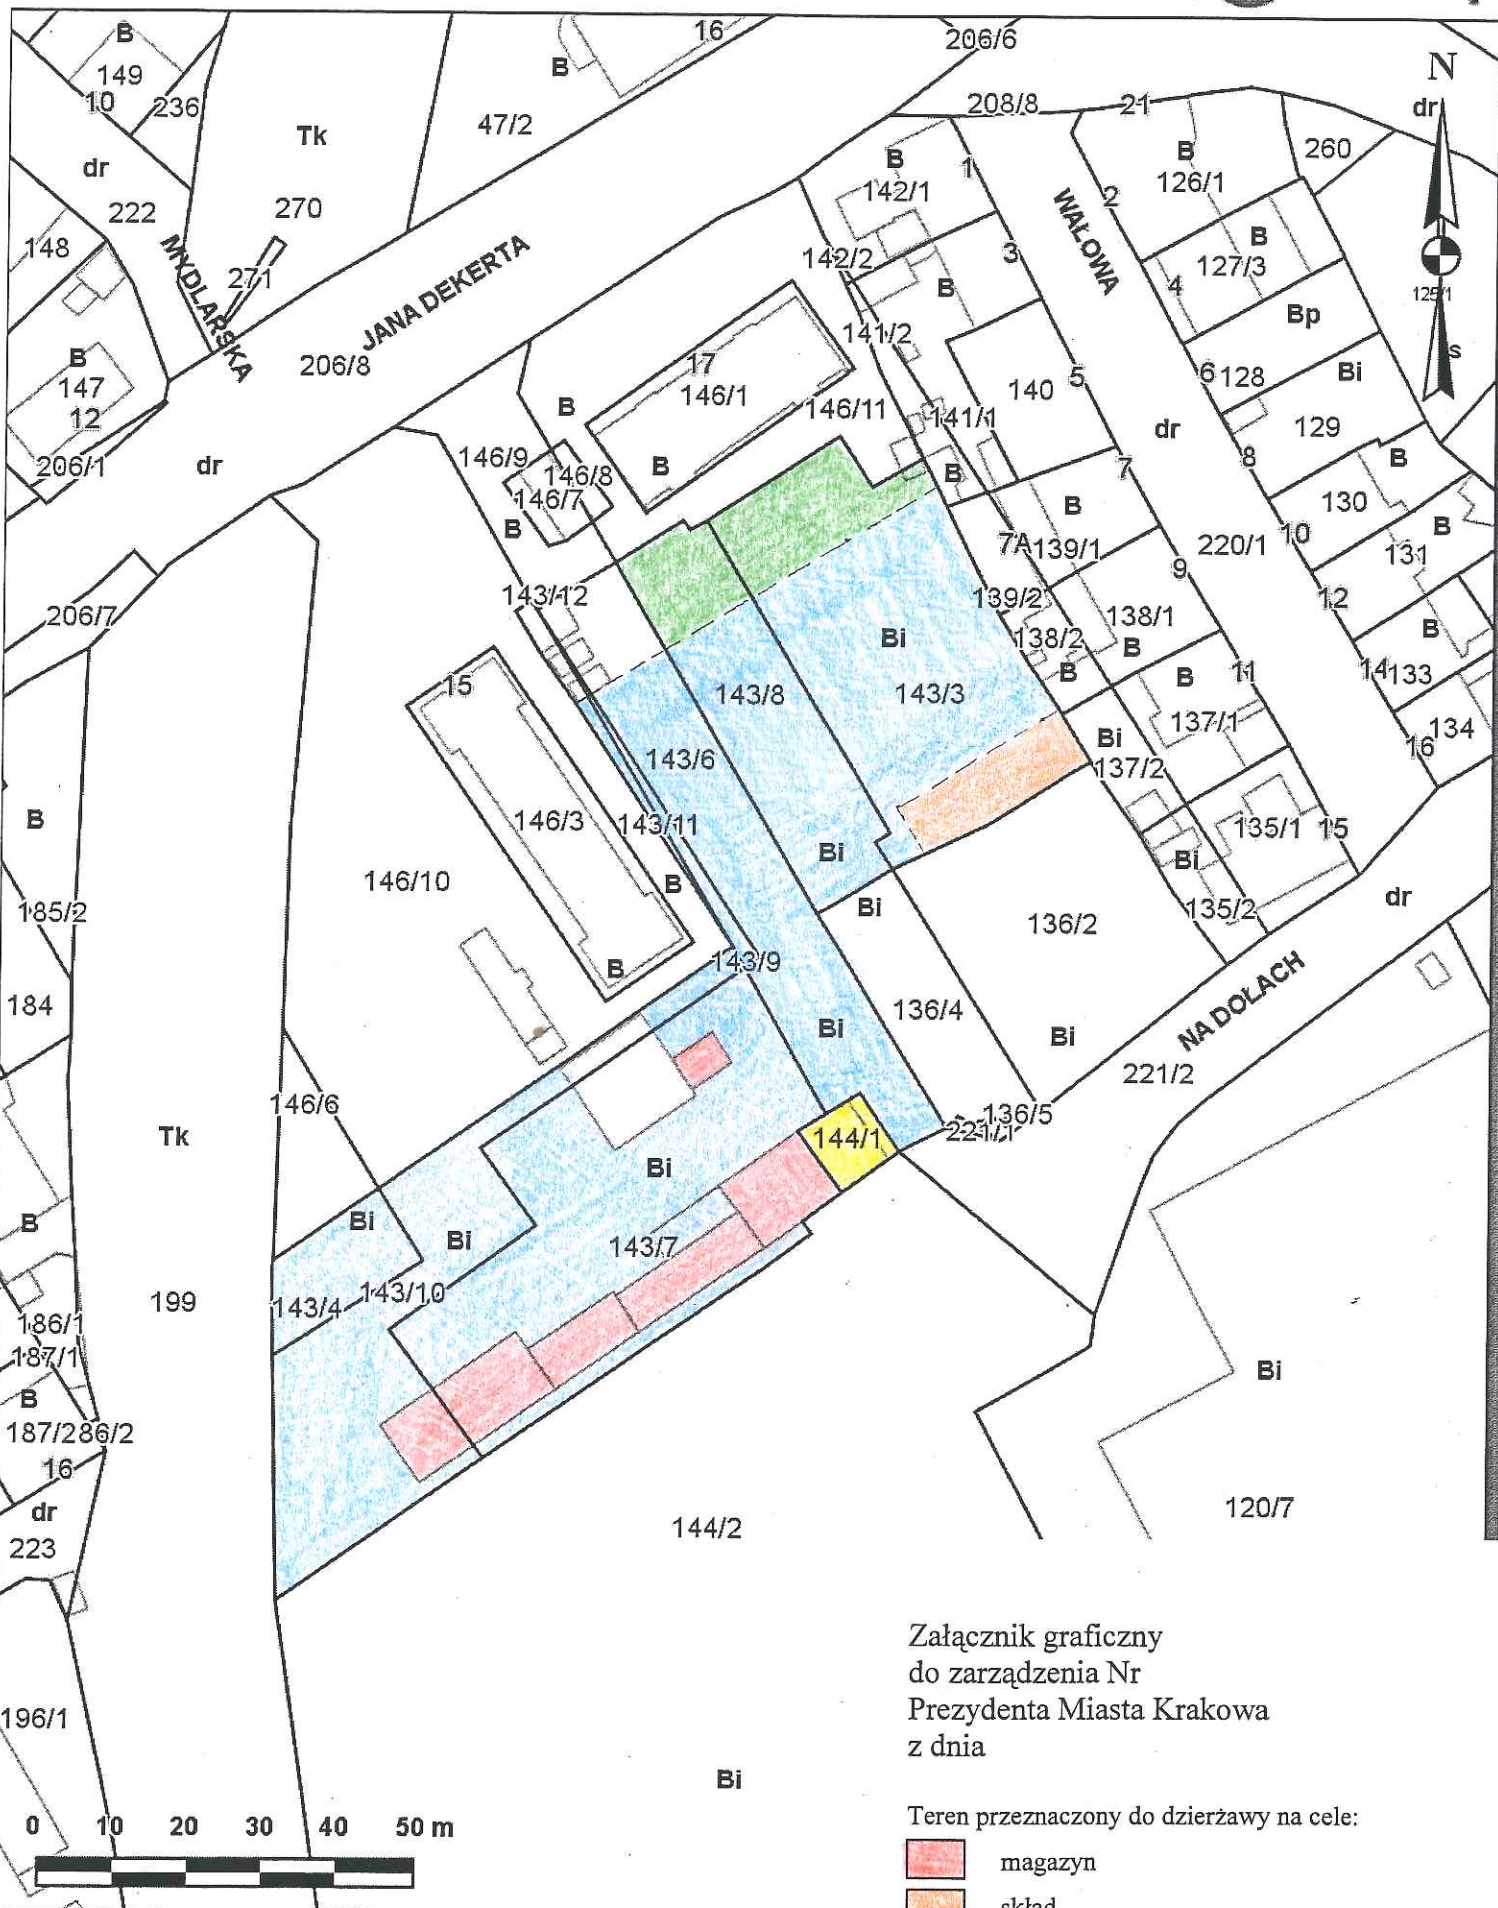 16
206/6
B
149
10
236
B
N
dr
208/8
21
47/2
Tk
B
142/1
1
B
126/1
260
dr
2
WAŁOWA
222
270
148
MYDLARSKA
271
JANA DEKERTA
142/2
3
B
127/3
4
B
125/1
Bp
141/2
B
147
12
206/8
17
146/1
s
5
6
128
Bi
140
B
146/11
141/1
dr
129
206/1
dr
146/9
146/8
B
B
7
8
B
146/7
B
B
130
10
B
7A
139/1
220/1
131
9
143/12
139/2
12
206/7
138/1
B
Bi
138/2
B
B
14
133
15
143/8
143/3
B
11
137/1
134
16
143/6
Bi
137/2
B
146/3
143/11
135/1
15
Bi
Bi
146/10
B
185/2
Bi
135/2
dr
136/2
B
143/9
184
136/4
NA DOŁACH
Bi
Bi
221/2
146/6
136/5
221/1
Tk
144/1
Bi
B
Bi
Bi
143/7
199
143/4
143/10
186/1
187/1
Bi
B
187/2
86/2
16
dr
144/2
120/7
223
Załącznik graficzny
do zarządzenia Nr
Prezydenta Miasta Krakowa
z dnia
196/1
Bi
0 10 20 30 40 50 m
Teren przeznaczony do dzierżawy na cele:
magazyn
skład